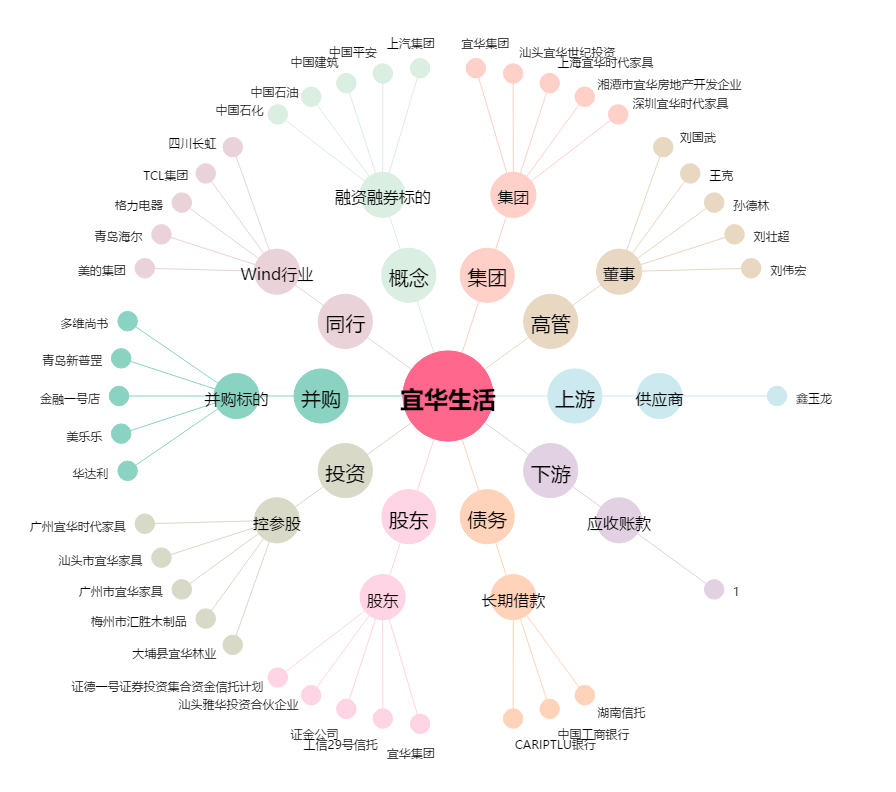 上汽集团
宜华集团
中国平安
汕头宜华世纪投资
中国建筑
上海宜华时代家具
中国石油
湘潭市宜华房地产开发企业
中国石化
深圳宜华时代家具
四川长虹
刘国武
TCL集团
王克
融资融券标的
集团
格力电器
孙德林
青岛海尔
刘壮超
美的集团
Wind行业
概念
集团
董事
刘伟宏
多维尚书
同行
高管
青岛新普罡
金融一号店
并购标的
并购
宜华生活
上游
供应商
鑫玉龙
美乐乐
华达利
投资
下游
广州宜华时代家具
控参股
股东
债务
应收账款
汕头市宜华家具
广州市宜华家具
1
股东
长期借款
梅州市汇胜木制品
大埔县宜华林业
证德一号证券投资集合资金信托计划
汕头雅华投资合伙企业
湖南信托
证金公司
中国工商银行
工信29号信托
CARIPTLU银行
宜华集团